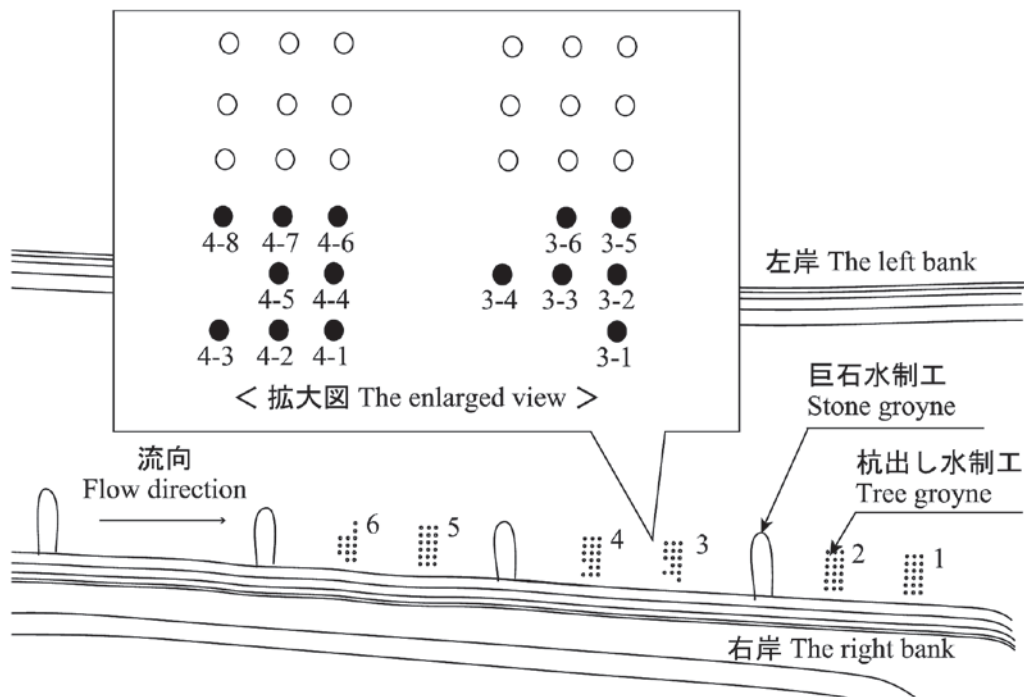 4-8 4-7 4-6
3-6 3-5
4-5 4-4
3-4 3-3 3-2
4-3 4-2 4-1
3-1
< 拡大図 The enlarged view >
左岸 The left bank
巨石水制工
Stone groyne
流向
Flow direction
杭出し水制工
Tree groyne
6
5
4
3
2
1
右岸 The right bank